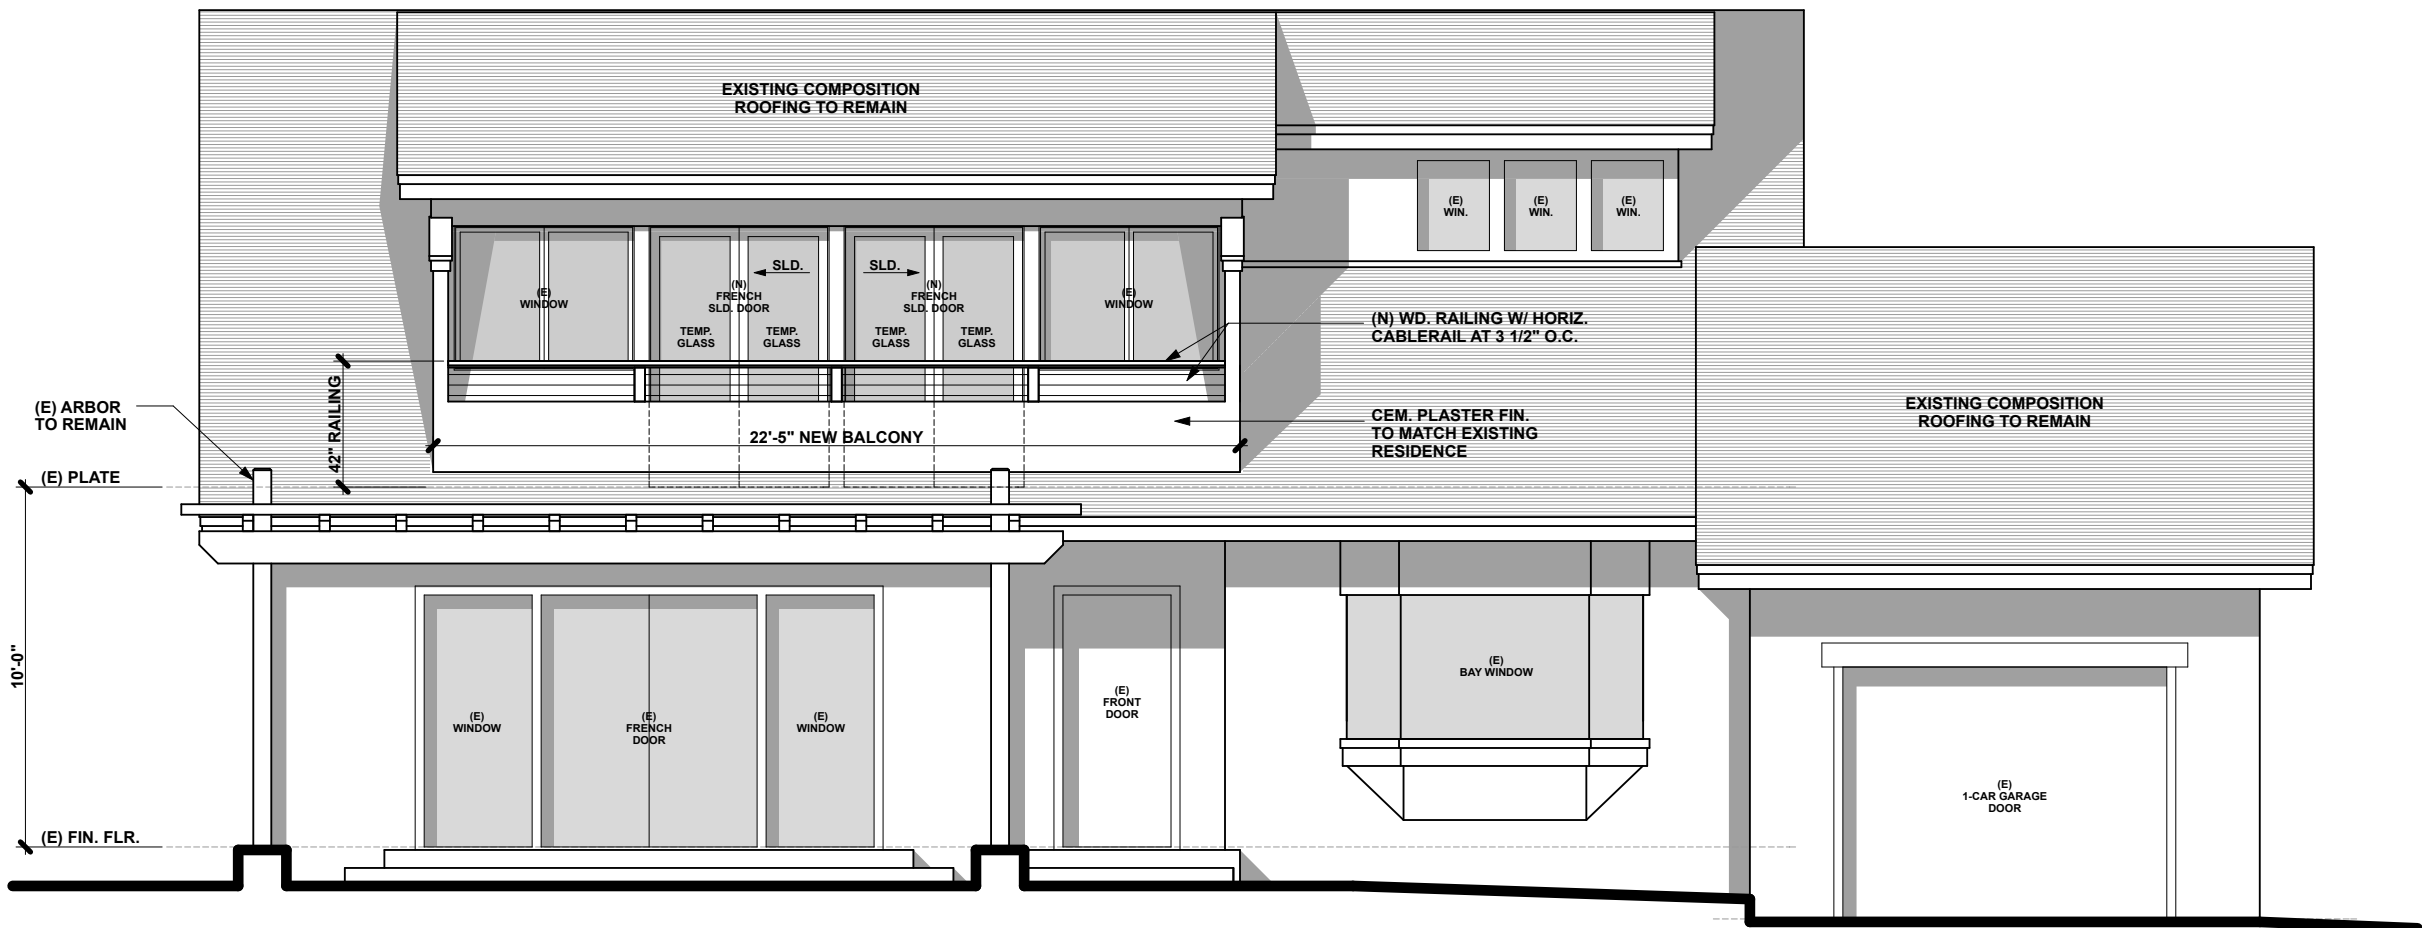 EXISTING COMPOSITION
ROOFING TO REMAIN
(E)
WIN.
(E)
WIN.
(E)
WIN.
SLD.
SLD.
(E)
WINDOW
(N)
FRENCH
SLD. DOOR
(N)
FRENCH
SLD. DOOR
(E)
WINDOW
TEMP.
GLASS
TEMP.
GLASS
TEMP.
GLASS
TEMP.
GLASS
(N) WD. RAILING W/ HORIZ.
CABLERAIL AT 3 1/2" O.C.
42" RAILING
(E) ARBOR
TO REMAIN
22'-5" NEW BALCONY
CEM. PLASTER FIN.
TO MATCH EXISTING
RESIDENCE
EXISTING COMPOSITION
ROOFING TO REMAIN
(E) PLATE
10'-0"
(E)
WINDOW
(E)
FRENCH
DOOR
(E)
WINDOW
(E)
FRONT
DOOR
(E)
BAY WINDOW
(E)
1-CAR GARAGE
DOOR
(E) FIN. FLR.